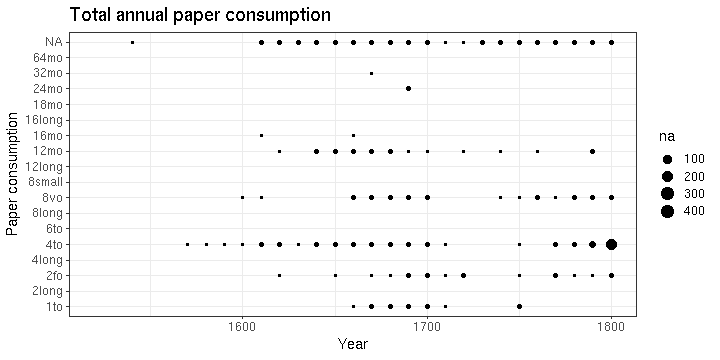 Total annual paper consumption
Paper consumption
NA
64mo
32mo
24mo
18mo
16long
16mo
12mo
12long
8small
8vo
8long
6to
4to
4long
2fo
2long
1to
1600
1700
1800
Year
na
100
200
300
400